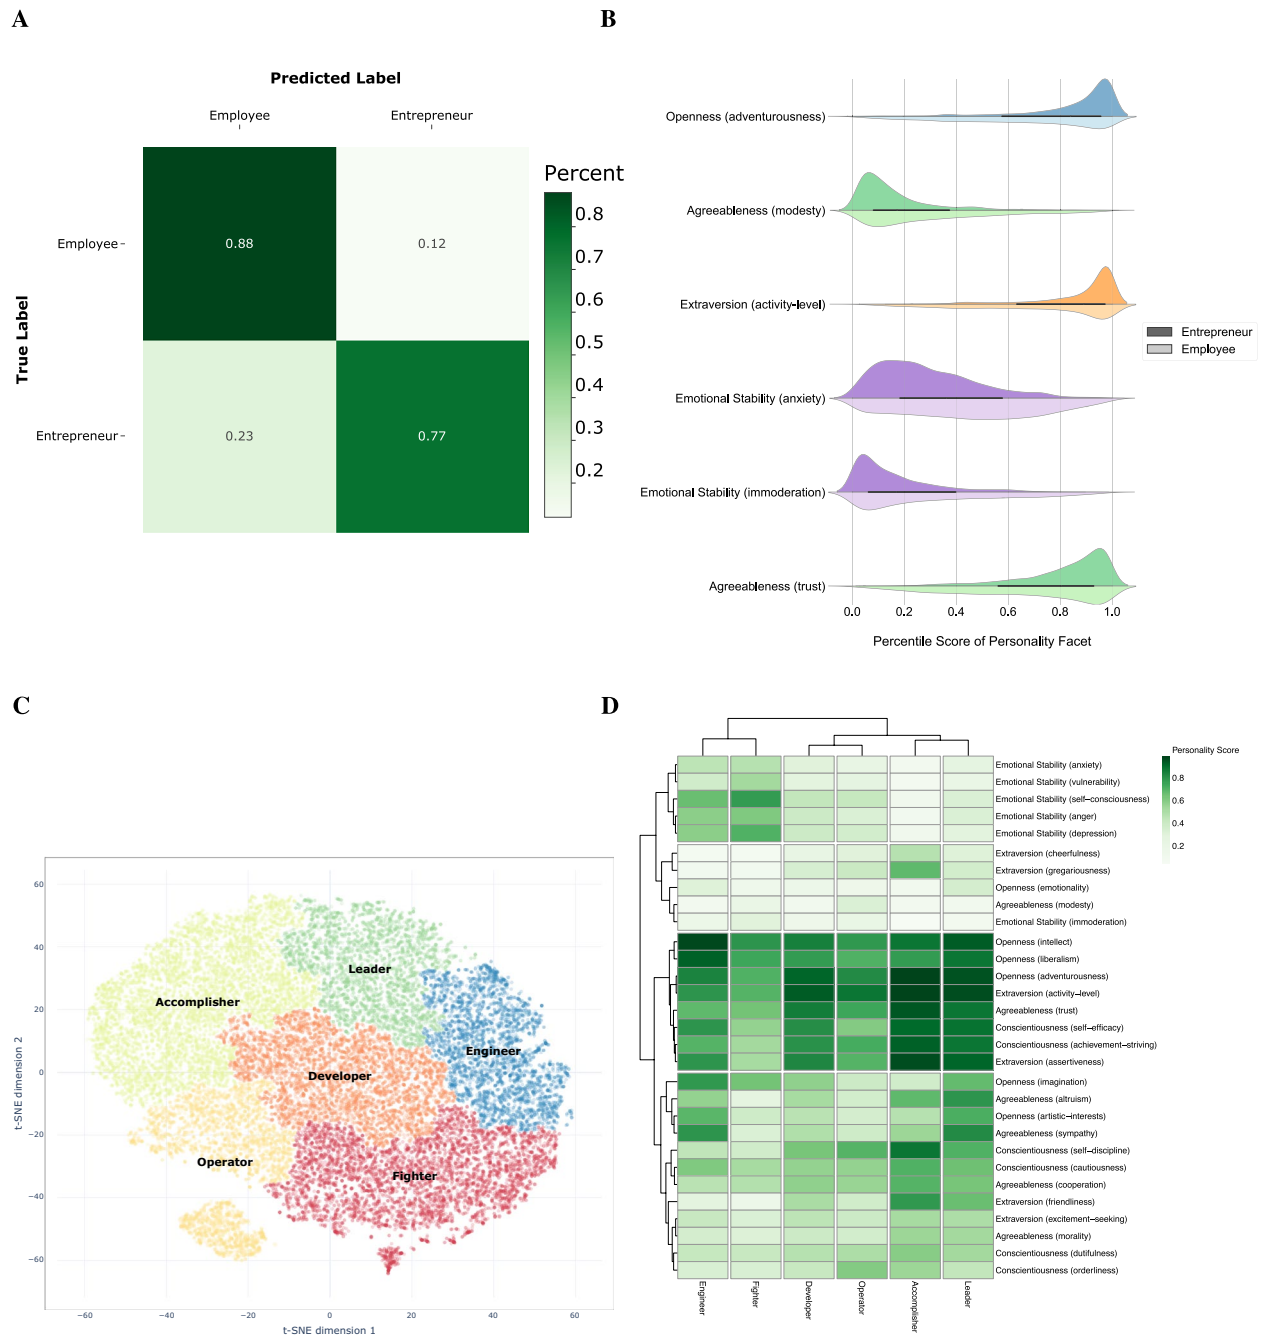 A
Predicted Label
Employee
Entrepreneur
True Label
Employee
Entrepreneur
0.88
0.12
0.23
0.77
Percent
0.8
0.7
0.6
0.5
0.4
0.3
0.2
B
Openness (adventurousness)
Agreeableness (modesty)
Extraversion (activity-level)
Emotional Stability (anxiety)
Emotional Stability (immoderation)
Agreeableness (trust)
0.0 0.2 0.4 0.6 0.8 1.0
Percentile Score of Personality Facet
Entrepreneur
Employee
C
60
40
20
0
−20
−40
−60
t-SNE dimension 2
Leader
Accomplisher
Engineer
Developer
Operator
Fighter
−60 −40 −20 0 20 40 60
t-SNE dimension 1
D
Personality Score
0.8
0.6
0.4
0.2
Emotional Stability (anxiety)
Emotional Stability (vulnerability)
Emotional Stability (self−consciousness)
Emotional Stability (anger)
Emotional Stability (depression)
Extraversion (cheerfulness)
Extraversion (gregariousness)
Openness (emotionality)
Agreeableness (modesty)
Emotional Stability (immoderation)
Openness (intellect)
Openness (liberalism)
Openness (adventurousness)
Extraversion (activity−level)
Agreeableness (trust)
Conscientiousness (self−efficacy)
Conscientiousness (achievement−striving)
Extraversion (assertiveness)
Openness (imagination)
Agreeableness (altruism)
Openness (artistic−interests)
Agreeableness (sympathy)
Conscientiousness (self−discipline)
Conscientiousness (cautiousness)
Agreeableness (cooperation)
Extraversion (friendliness)
Extraversion (excitement−seeking)
Agreeableness (morality)
Conscientiousness (dutifulness)
Conscientiousness (orderliness)
Engineer
Fighter
Developer
Operator
Accomplisher
Leader